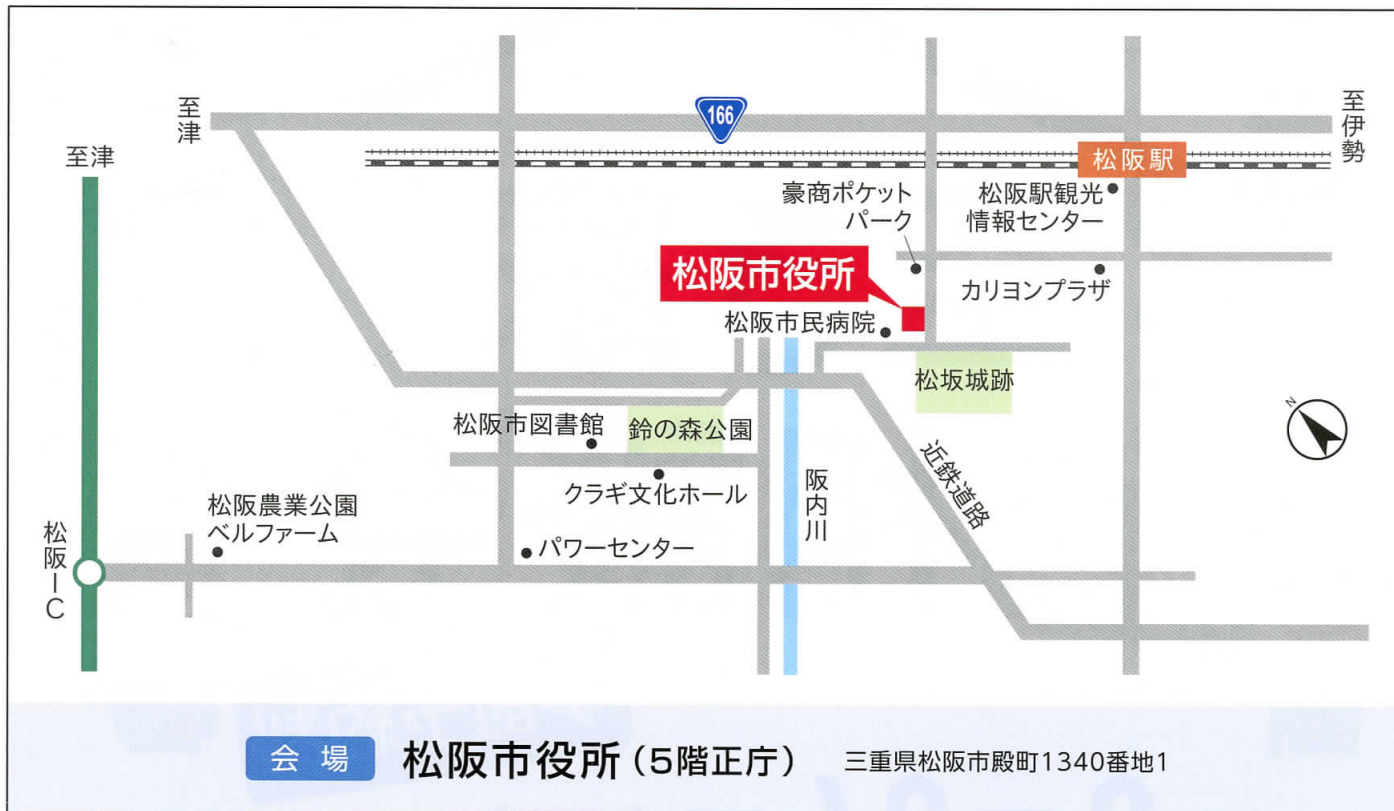 至津
至津
166
至伊勢
松阪駅
豪商ポケット
パーク
松阪駅観光
情報センター
松阪市役所
カリヨンプラザ
松阪市民病院
松坂城跡
N
松阪市図書館
鈴の森公園
近鉄道路
クラギ文化ホール
阪内川
松阪農業公園
ベルファーム
松阪IC
パワーセンター
会場 松阪市役所(5階正庁) 三重県松阪市殿町1340番地1